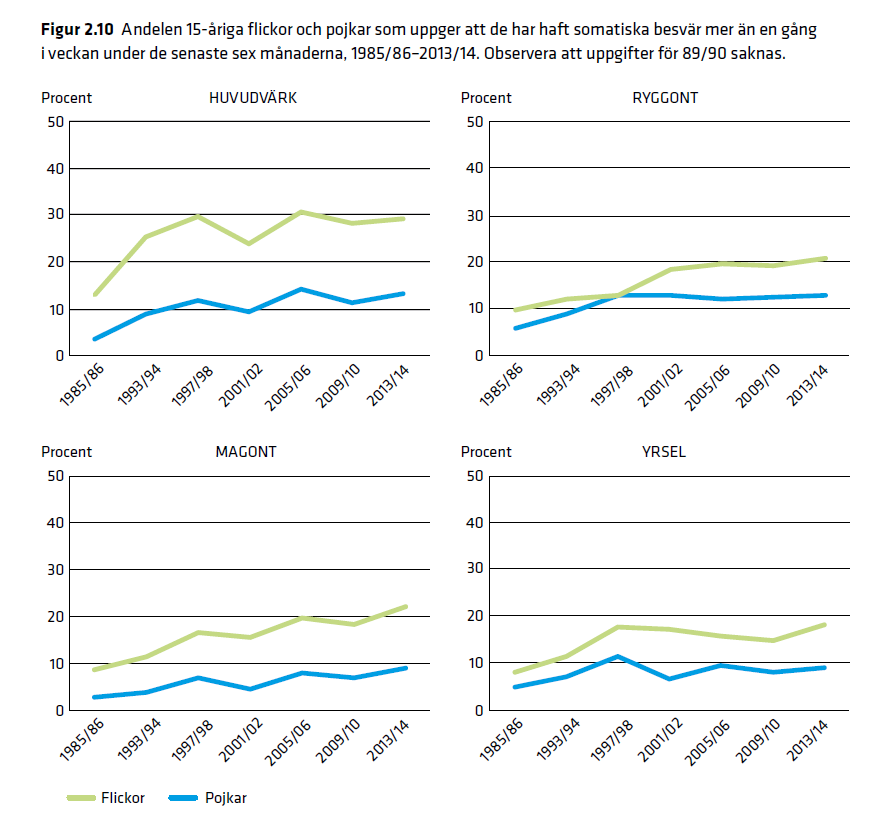 Figur 2.10 Andelen 15-åriga flickor och pojkar som uppger att de har haft somatiska besvär mer än en gång
i veckan under de senaste sex månaderna, 1985/86–2013/14. Observera att uppgifter för 89/90 saknas.
Procent HUVUDVÄRK
50
40
30
20
10
0
1985/86 1993/94 1997/98 2001/02 2005/06 2009/10 2013/14
Procent RYGGONT
50
40
30
20
10
0
1985/86 1993/94 1997/98 2001/02 2005/06 2009/10 2013/14
Procent MAGONT
50
40
30
20
10
0
1985/86 1993/94 1997/98 2001/02 2005/06 2009/10 2013/14
Procent YRSEL
50
40
30
20
10
0
1985/86 1993/94 1997/98 2001/02 2005/06 2009/10 2013/14
Flickor Pojkar